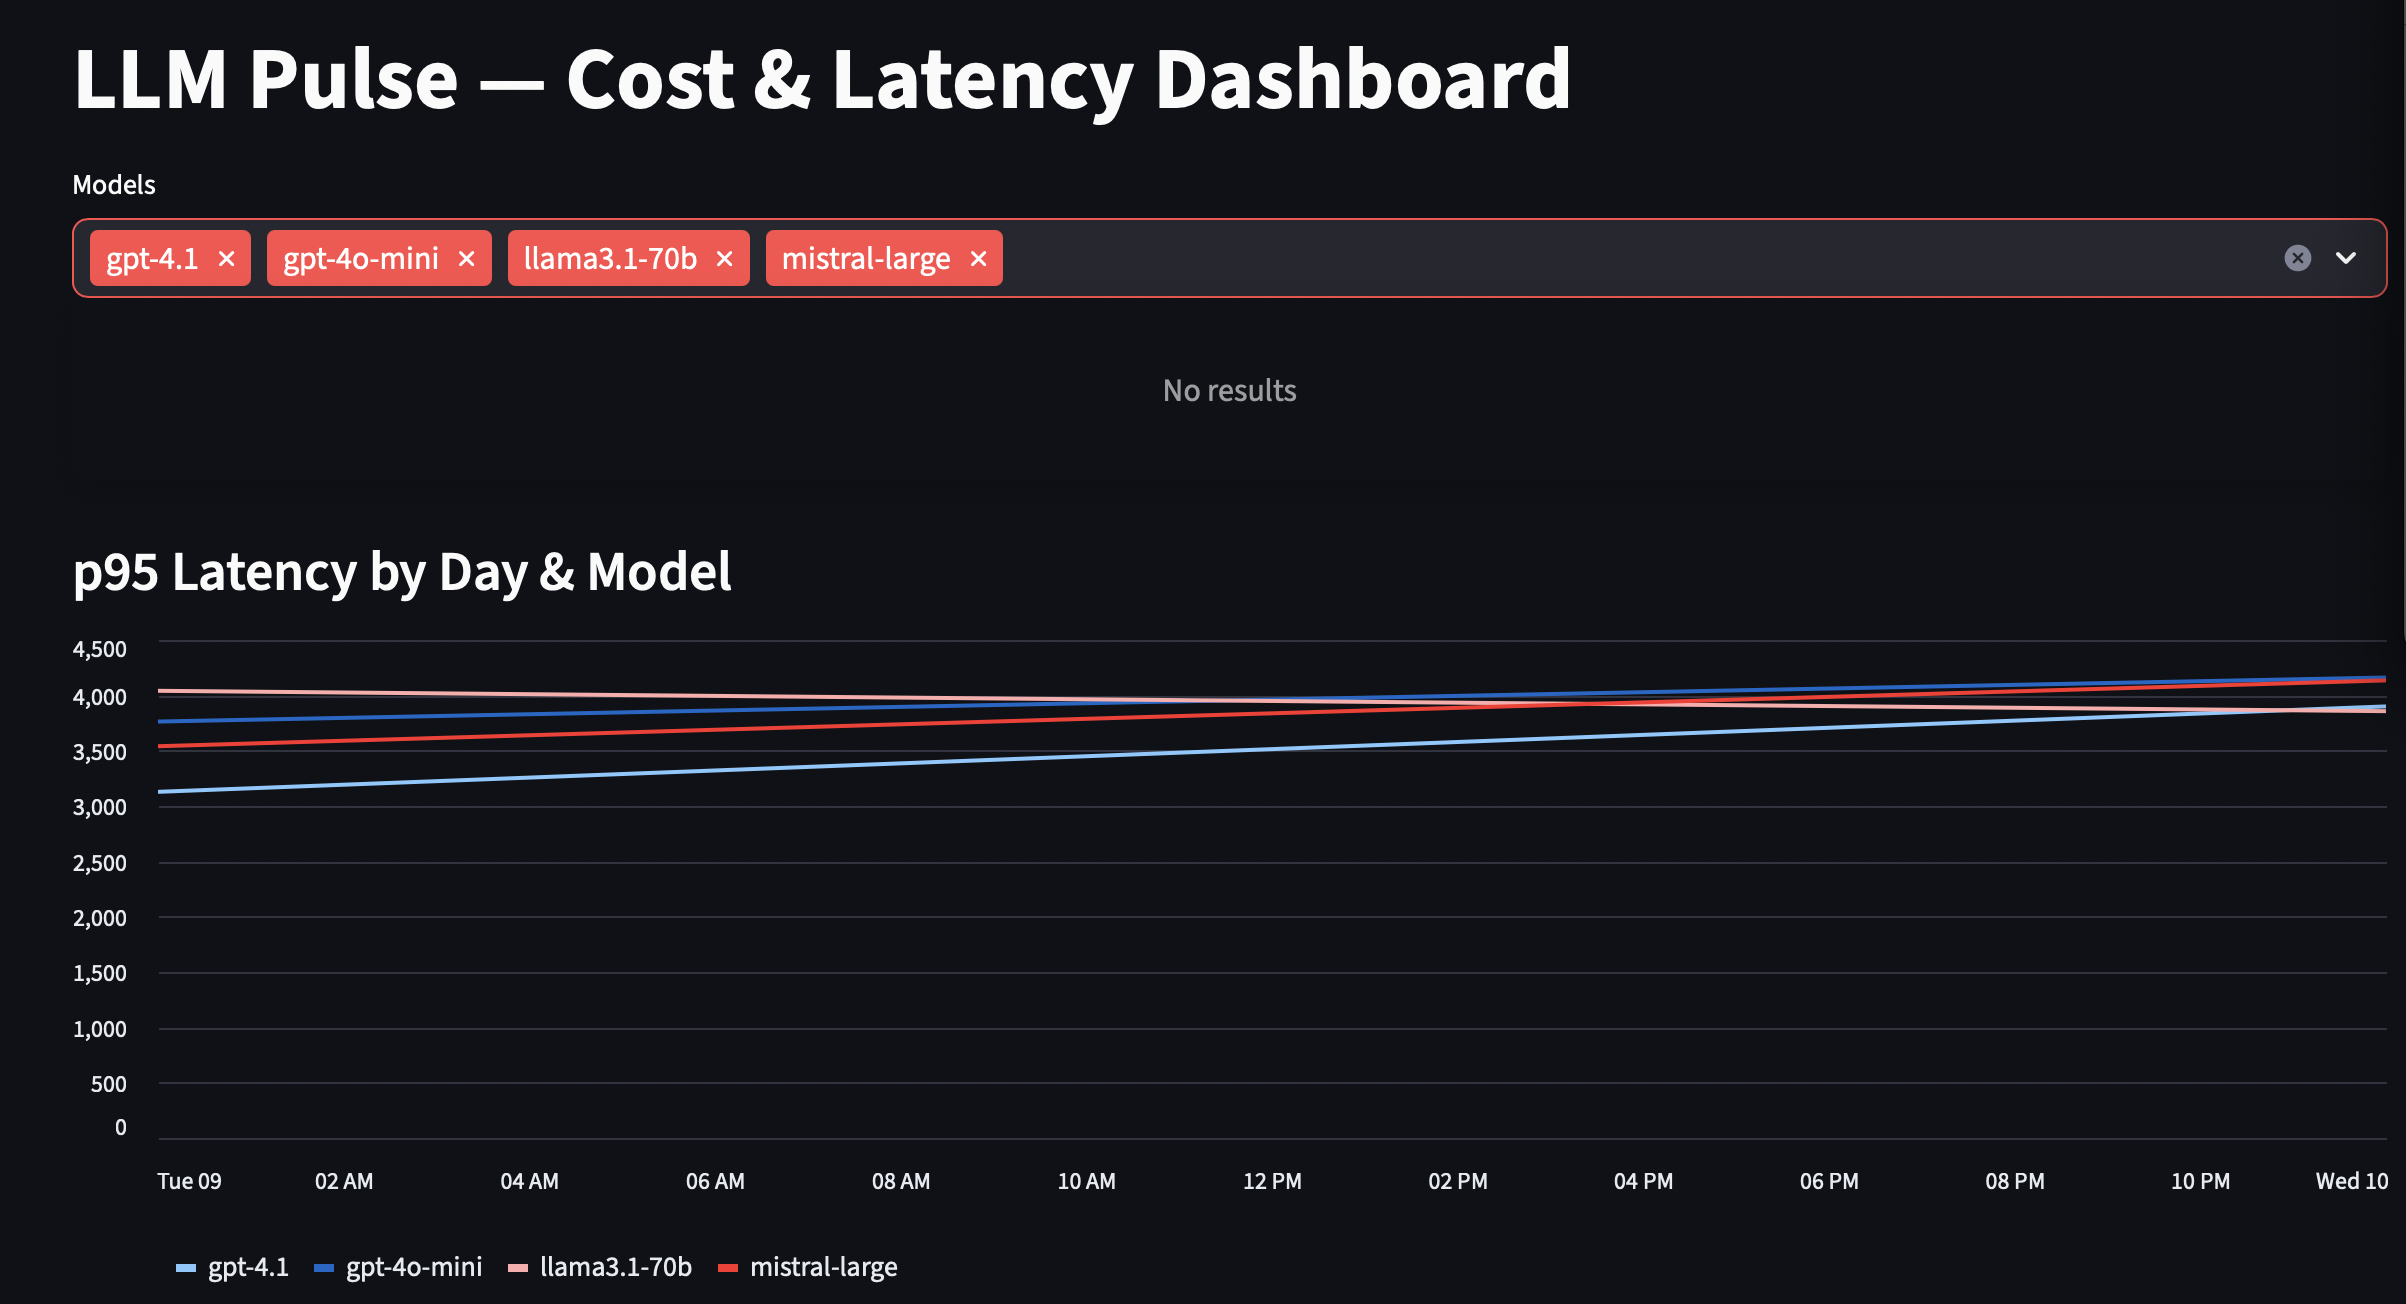 LLM Pulse — Cost & Latency Dashboard
Models
gpt-4.1 gpt-4o-mini llama3.1-70b mistral-large
No results
p95 Latency by Day & Model
4,500
4,000
3,500
3,000
2,500
2,000
1,500
1,000
500
0
Tue 09 02 AM 04 AM 06 AM 08 AM 10 AM 12 PM 02 PM 04 PM 06 PM 08 PM 10 PM Wed 10
gpt-4.1 gpt-4o-mini llama3.1-70b mistral-large